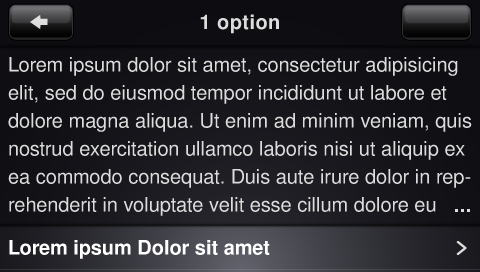 1 option
Lorem ipsum dolor sit amet, consectetur adipisicing
elit, sed do eiusmod tempor incididunt ut labore et
dolore magna aliqua. Ut enim ad minim veniam, quis
nostrud exercitation ullamco laboris nisi ut aliquip ex
ea commodo consequat. Duis aute irure dolor in rep-
rehenderit in voluptate velit esse cillum dolore eu ...
Lorem ipsum Dolor sit amet